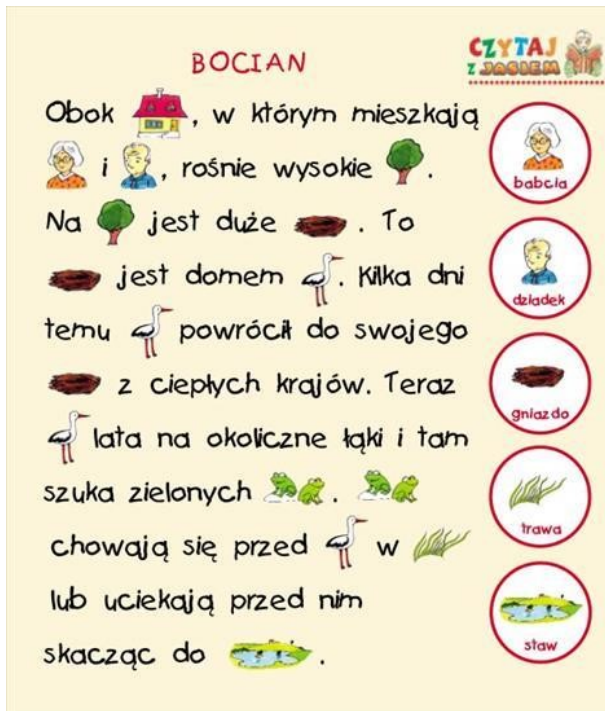 BOCIAN
CZYTAJ
Z JASIEM
Obok , w którym mieszkają
i , rośnie wysokie .
Na jest duże . To
jest domem . Kilka dni
temu powrócił do swojego
z ciepłych krajów. Teraz
lata na okoliczne łąki i tam
szuka zielonych .
chowają się przed w
lub uciekają przed nim
skacząc do .
babcia
dziadek
gniazdo
trawa
staw